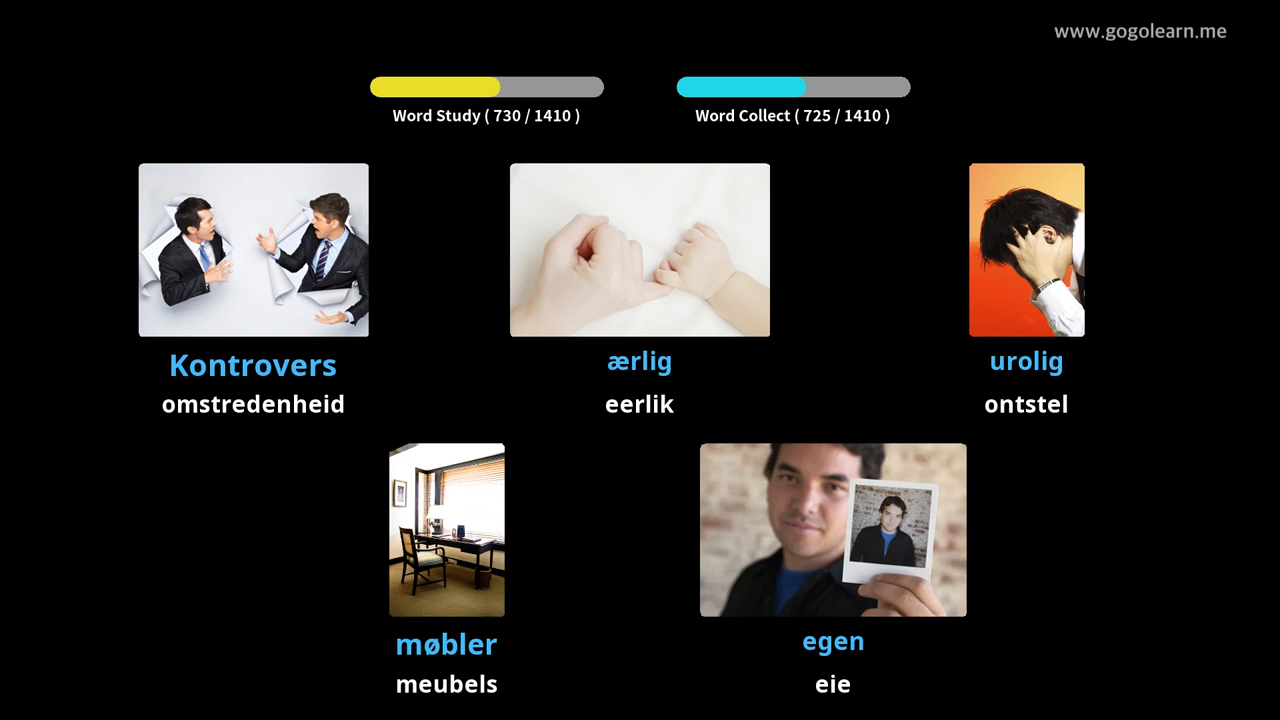 www.gogolearn.me
Word Study ( 730 / 1410 )
Word Collect ( 725 / 1410 )
Kontrovers
omstredenheid
ærlig
eerlik
urolig
ontstel
møbler
meubels
egen
eie